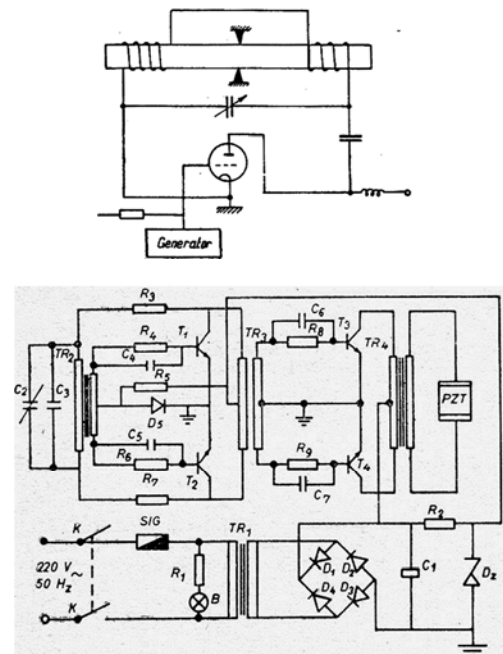 Generator
R3
R4
T1
C4
TR2
C2
C3
R5
D5
C5
R6
R7
T2
C6
R8
T3
TR3
TR4
PZT
R9
C7
T4
K
SIG
TR1
220 V
50 Hz ~
R1
B
K
D1
D2
D4
D3
C1
R2
Dz